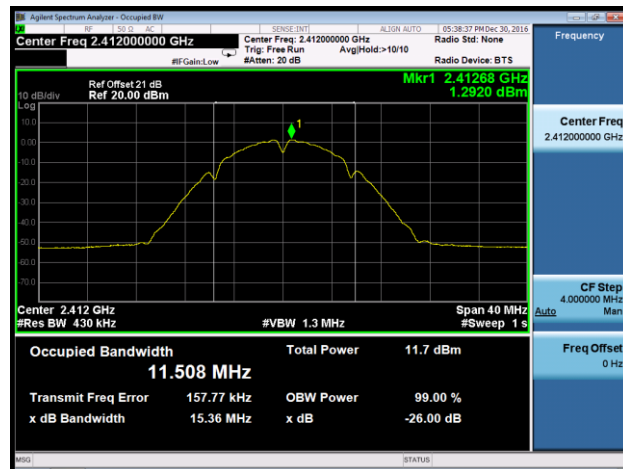 Agilent Spectrum Analyzer - Occupied BW
RF 50 Ω AC SENSE:INT ALIGN AUTO 05:38:37 PM Dec 30, 2016
Center Freq 2.412000000 GHz
Center Freq: 2.412000000 GHz
Radio Std: None
Trig: Free Run Avg|Hold:>10/10
#IFGain:Low #Atten: 20 dB Radio Device: BTS
Ref Offset 21 dB
Mkr1 2.41268 GHz
10 dB/div Ref 20.00 dBm 1.2920 dBm
Log
10.0
0.00
-10.0
-20.0
-30.0
-40.0
-50.0
-60.0
-70.0
1
Center 2.412 GHz Span 40 MHz
#Res BW 430 kHz #VBW 1.3 MHz #Sweep 1 s
Occupied Bandwidth Total Power 11.7 dBm
11.508 MHz
Transmit Freq Error 157.77 kHz OBW Power 99.00 %
x dB Bandwidth 15.36 MHz x dB -26.00 dB
MSG STATUS
Frequency
Center Freq
2.412000000 GHz
CF Step
4.000000 MHz
Auto Man
Freq Offset
0 Hz